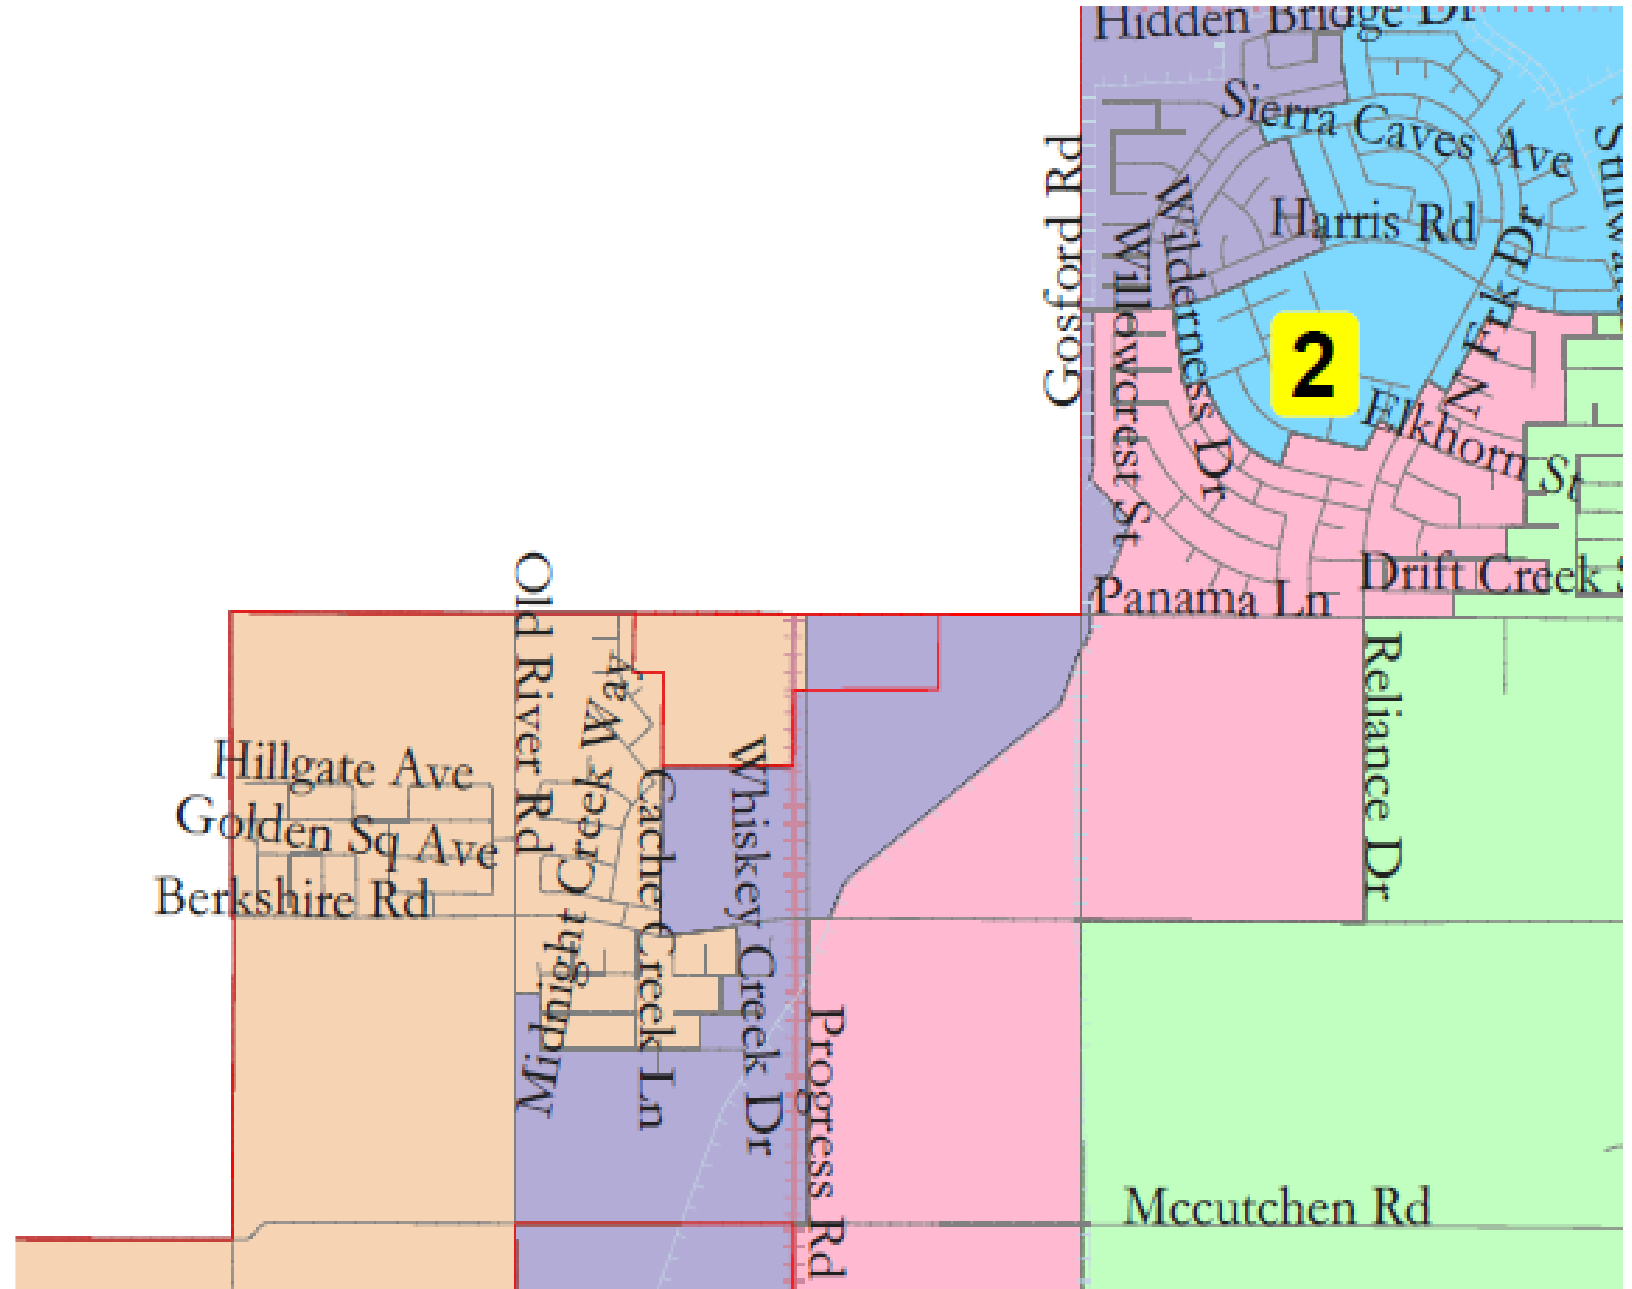 Hidden Bridge Dr
Sierra Caves Ave
Harris Rd
Gosford Rd
Willowcrest St
Wilderness Dr
N Frk Dr
2
Elkhorn St
Drift Creek S
Panama Ln
Old River Rd
Reliance Dr
Hillgate Ave
Golden Sq Ave
Berkshire Rd
Midnight Creek Way
Cache Creek Ln
Whiskey Creek Dr
Progress Rd
Mccutchen Rd